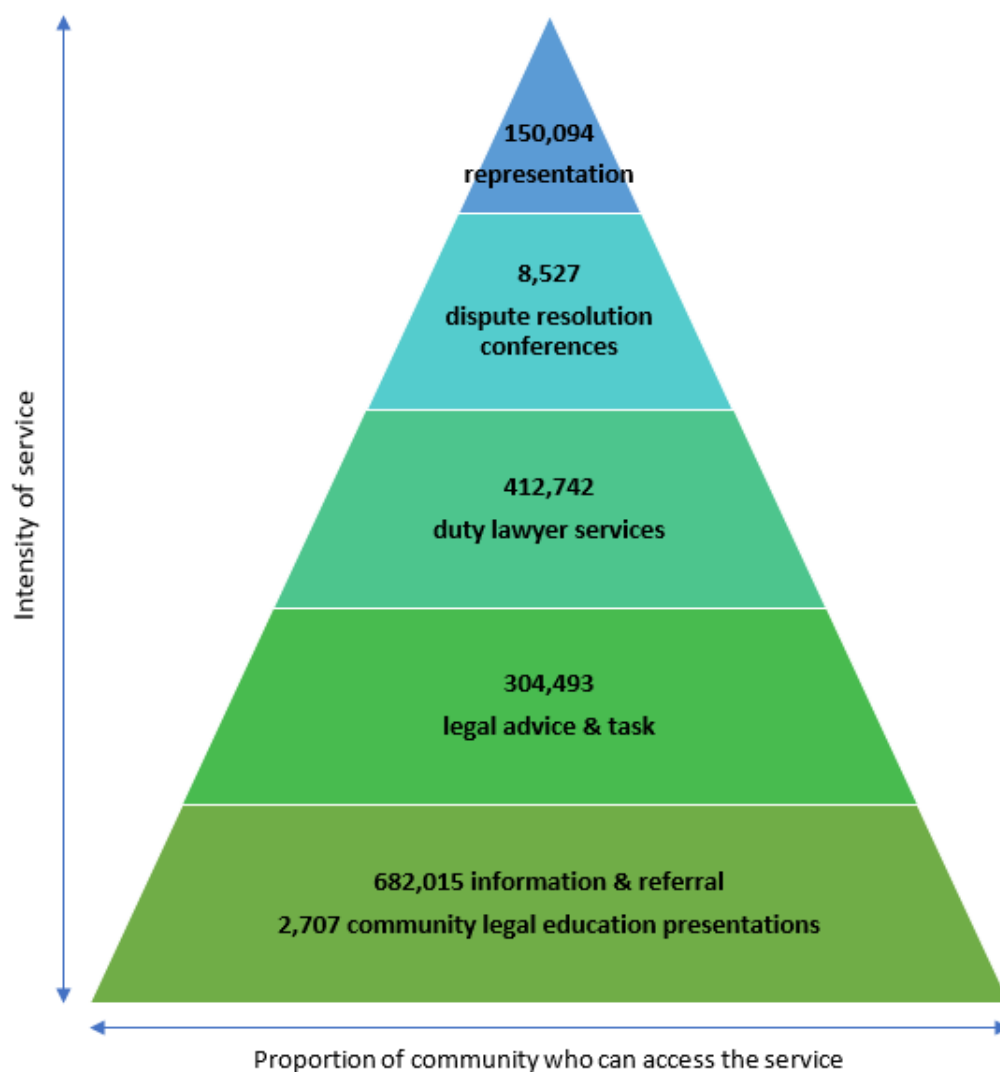 150,094
representation
8,527
dispute resolution
conferences
412,742
duty lawyer services
304,493
legal advice & task
682,015 information & referral
2,707 community legal education presentations
Intensity of service
Proportion of community who can access the service